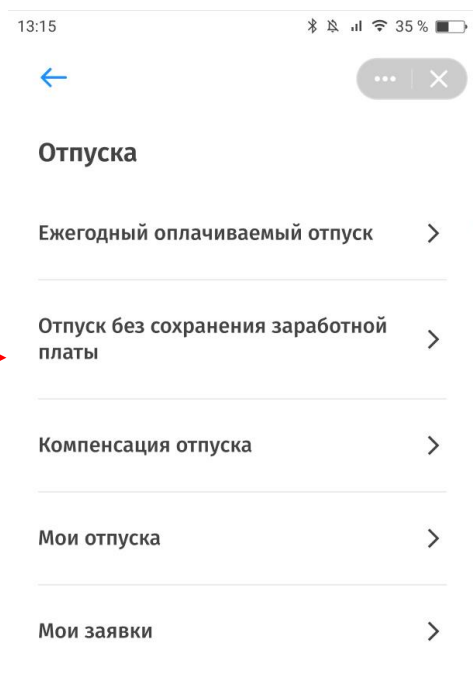 13:15
35 %
Отпуска
Ежегодный оплачиваемый отпуск
Отпуск без сохранения заработной
платы
Компенсация отпуска
Мои отпуска
Мои заявки